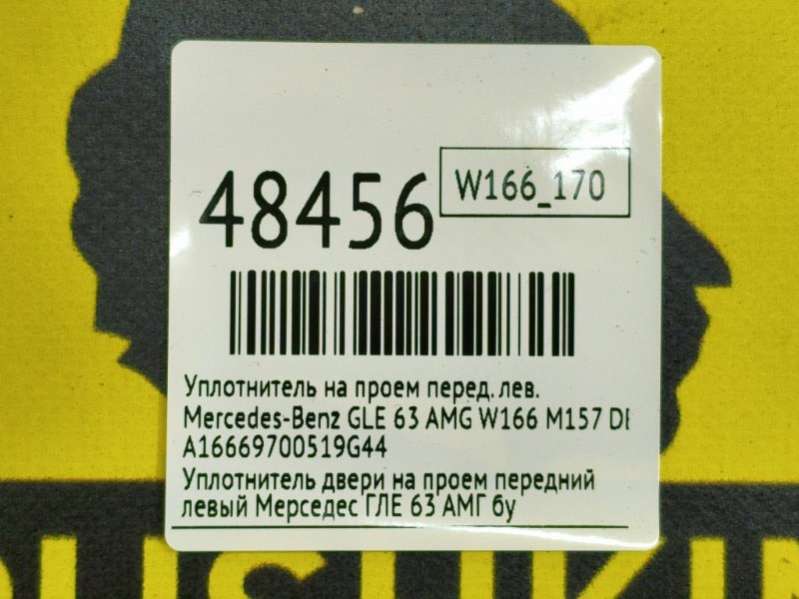 48456
W166_170
Уплотнитель на проем перед. лев.
Mercedes-Benz GLE 63 AMG W166 M157 DE
A16669700519G44
Уплотнитель двери на проем передний
левый Мерседес ГЛЕ 63 АМГ бу